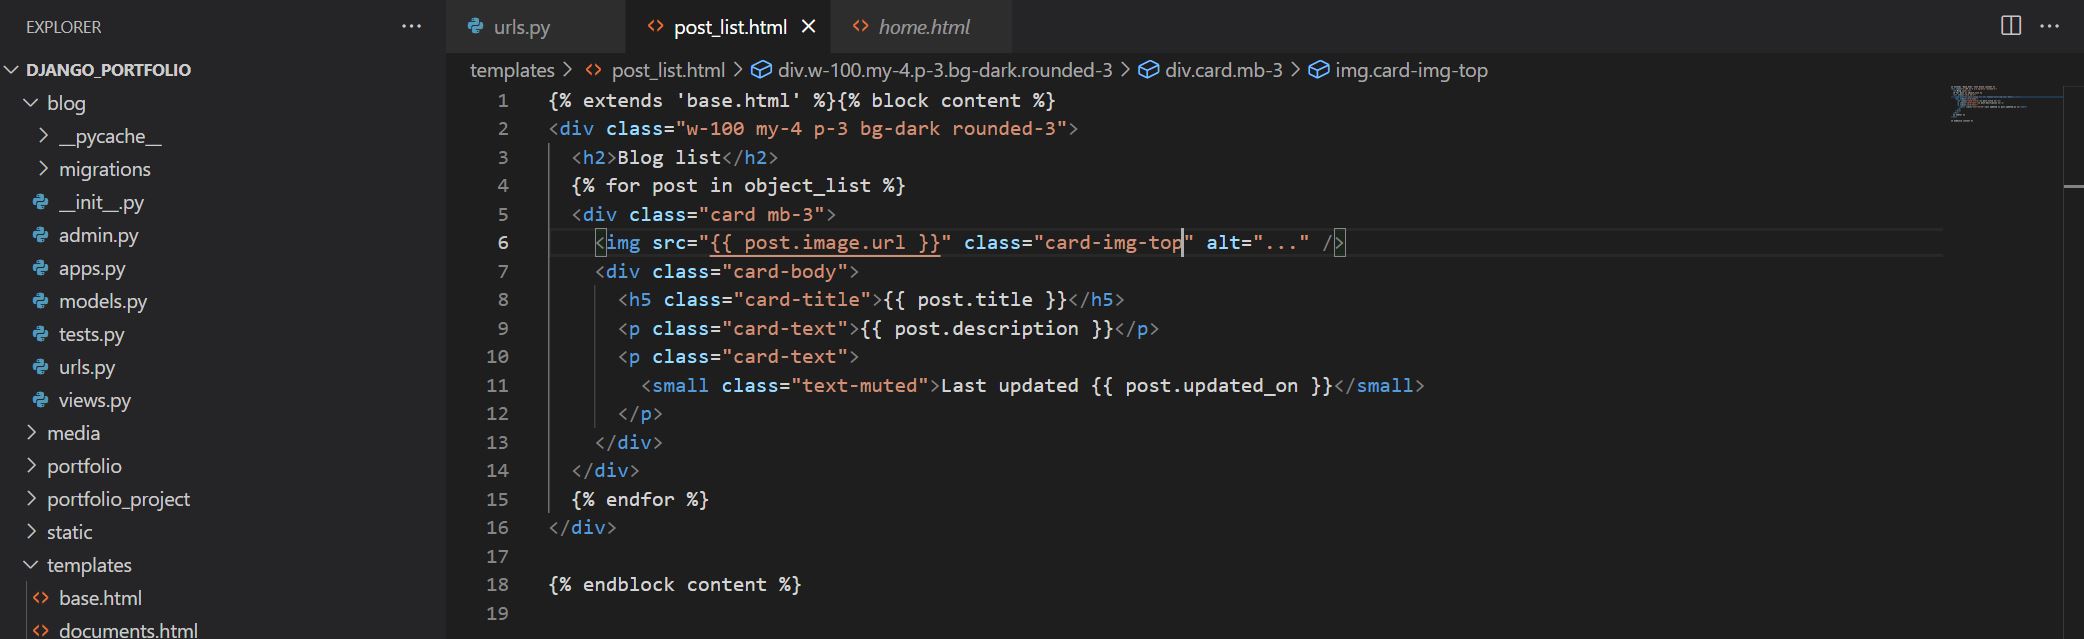 EXPLORER ···
DJANGO_PORTFOLIO
blog
__pycache__
migrations
__init__.py
admin.py
apps.py
models.py
tests.py
urls.py
views.py
media
portfolio
portfolio_project
static
templates
<> base.html
<> documents.html
urls.py <> post_list.html × <> home.html ···
templates > <> post_list.html > div.w-100.my-4.p-3.bg-dark.rounded-3 > div.card.mb-3 > img.card-img-top
1 {% extends 'base.html' %}{% block content %}
2 <div class="w-100 my-4 p-3 bg-dark rounded-3">
3 <h2>Blog list</h2>
4 {% for post in object_list %}
5 <div class="card mb-3">
6 <img src="{{ post.image.url }}" class="card-img-top" alt="..." />
7 <div class="card-body">
8 <h5 class="card-title">{{ post.title }}</h5>
9 <p class="card-text">{{ post.description }}</p>
10 <p class="card-text">
11 <small class="text-muted">Last updated {{ post.updated_on }}</small>
12 </p>
13 </div>
14 </div>
15 {% endfor %}
16 </div>
17
18 {% endblock content %}
19